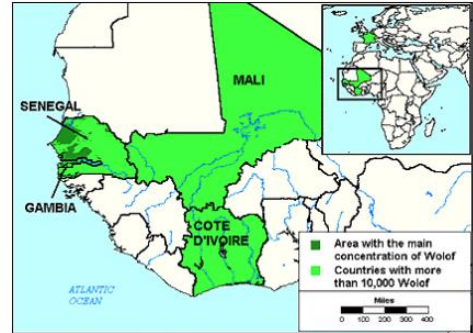 MALI
SENEGAL
GAMBIA
COTE
D'IVOIRE
Area with the main
concentration of Wolof
Countries with more
than 10,000 Wolof
ATLANTIC
OCEAN
Miles
0 100 200 300 400